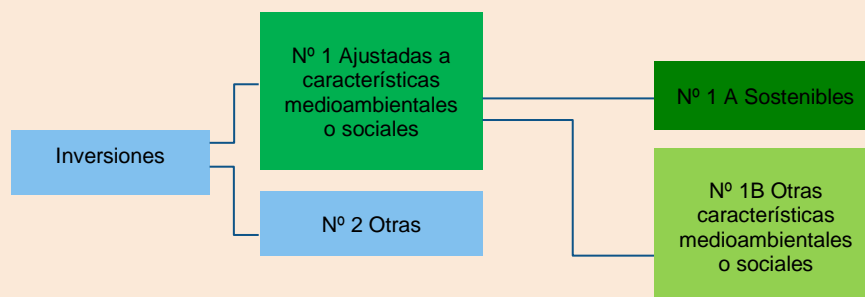 Inversiones
Nº 1 Ajustadas a
características
medioambientales
o sociales
Nº 2 Otras
Nº 1 A Sostenibles
Nº 1B Otras
características
medioambientales
o sociales